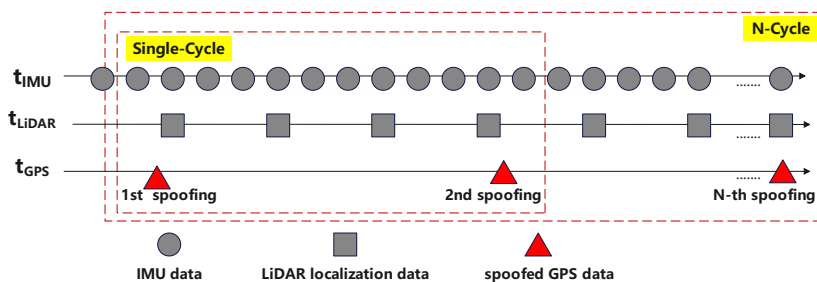 N-Cycle
Single-Cycle
tIMU
.......
tLiDAR
.......
tGPS
.......
1st spoofing
2nd spoofing
N-th spoofing
IMU data
LiDAR localization data
spoofed GPS data